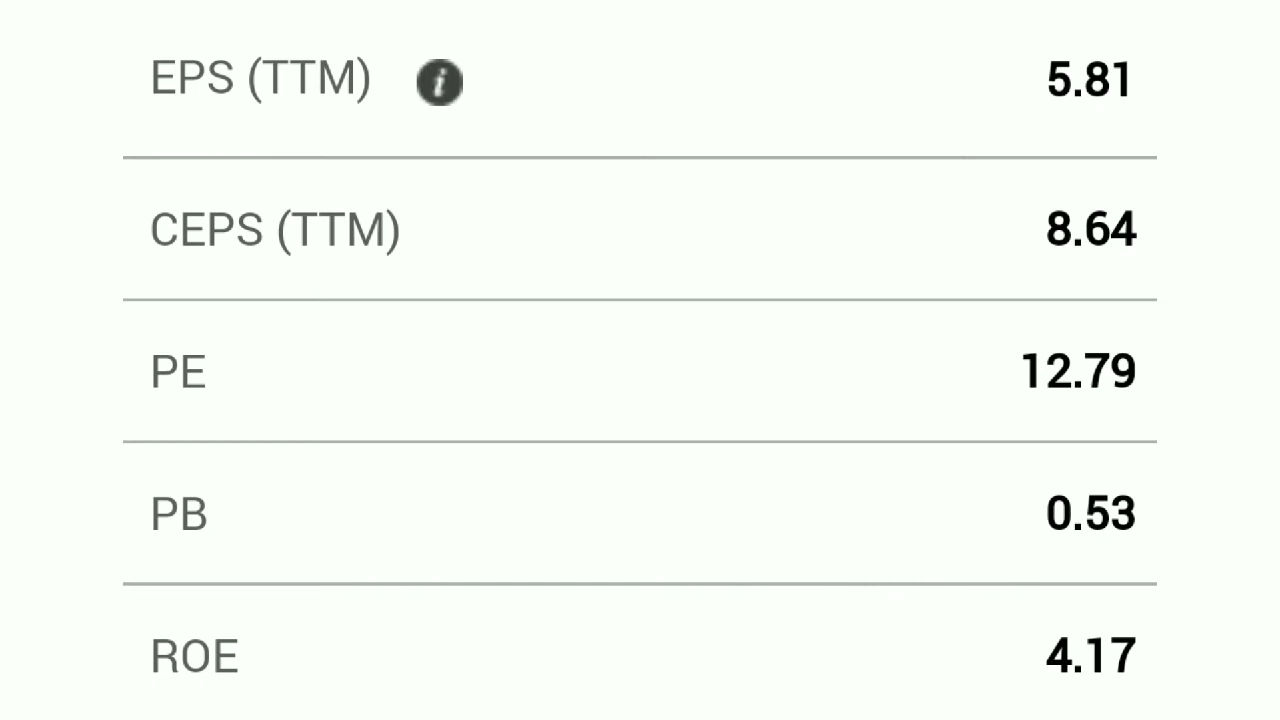 EPS (TTM) i 5.81
CEPS (TTM) 8.64
PE 12.79
PB 0.53
ROE 4.17